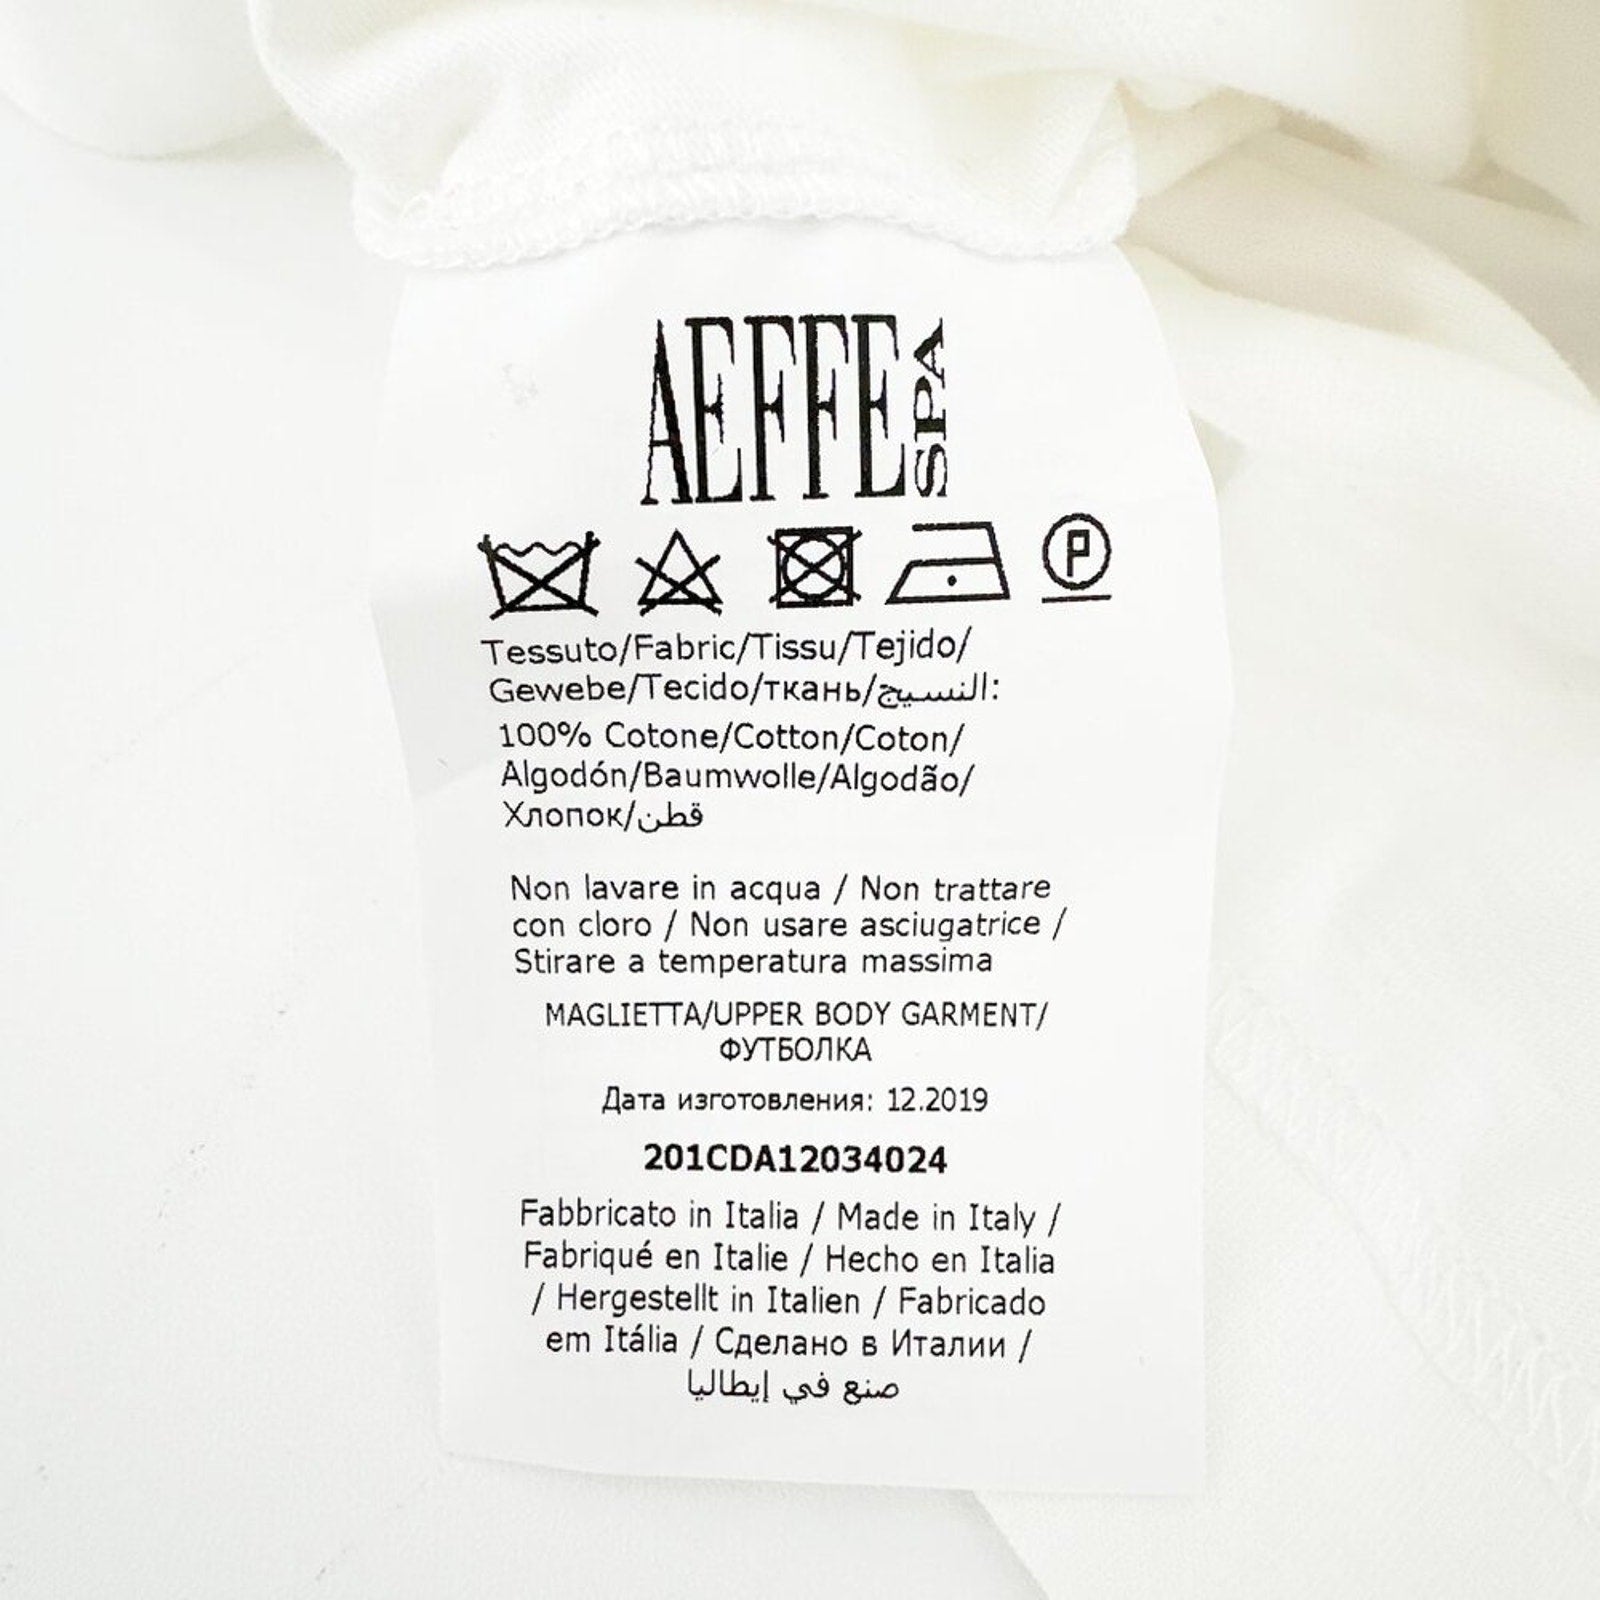 AEFFE SPA
P
Tessuto/Fabric/Tissu/Tejido/
Gewebe/Tecido/ткань/النسيج:
100% Cotone/Cotton/Coton/
Algodón/Baumwolle/Algodão/
Хлопок/قطن
Non lavare in acqua / Non trattare
con cloro / Non usare asciugatrice /
Stirare a temperatura massima
MAGLIETTA/UPPER BODY GARMENT/
ФУТБОЛКА
Дата изготовления: 12.2019
201CDA12034024
Fabbricato in Italia / Made in Italy /
Fabriqué en Italie / Hecho en Italia
/ Hergestellt in Italien / Fabricado
em Itália / Сделано в Италии /
صنع في إيطاليا